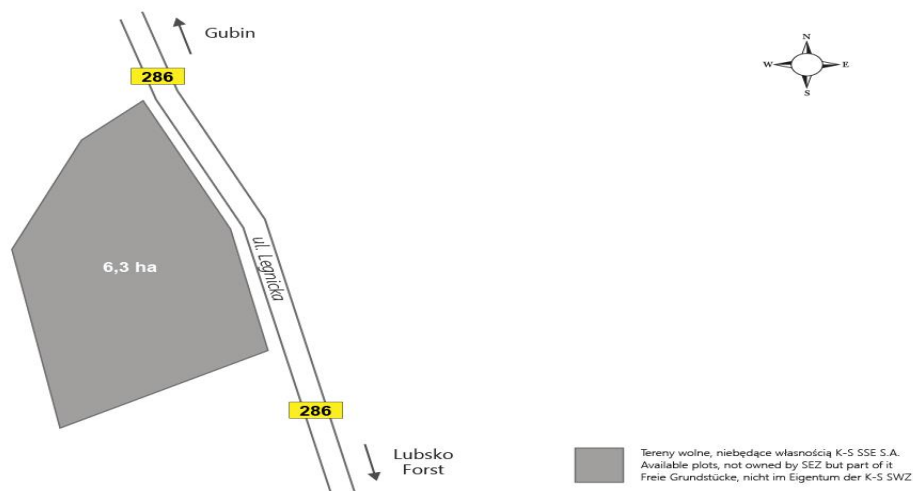 Gubin
286
N
W E
S
6,3 ha
ul. Legnicka
286
Lubsko
Forst
Tereny wolne, niebędące własnością K-S SSE S.A.
Available plots, not owned by SEZ but part of it
Freie Grundstücke, nicht im Eigentum der K-S SWZ